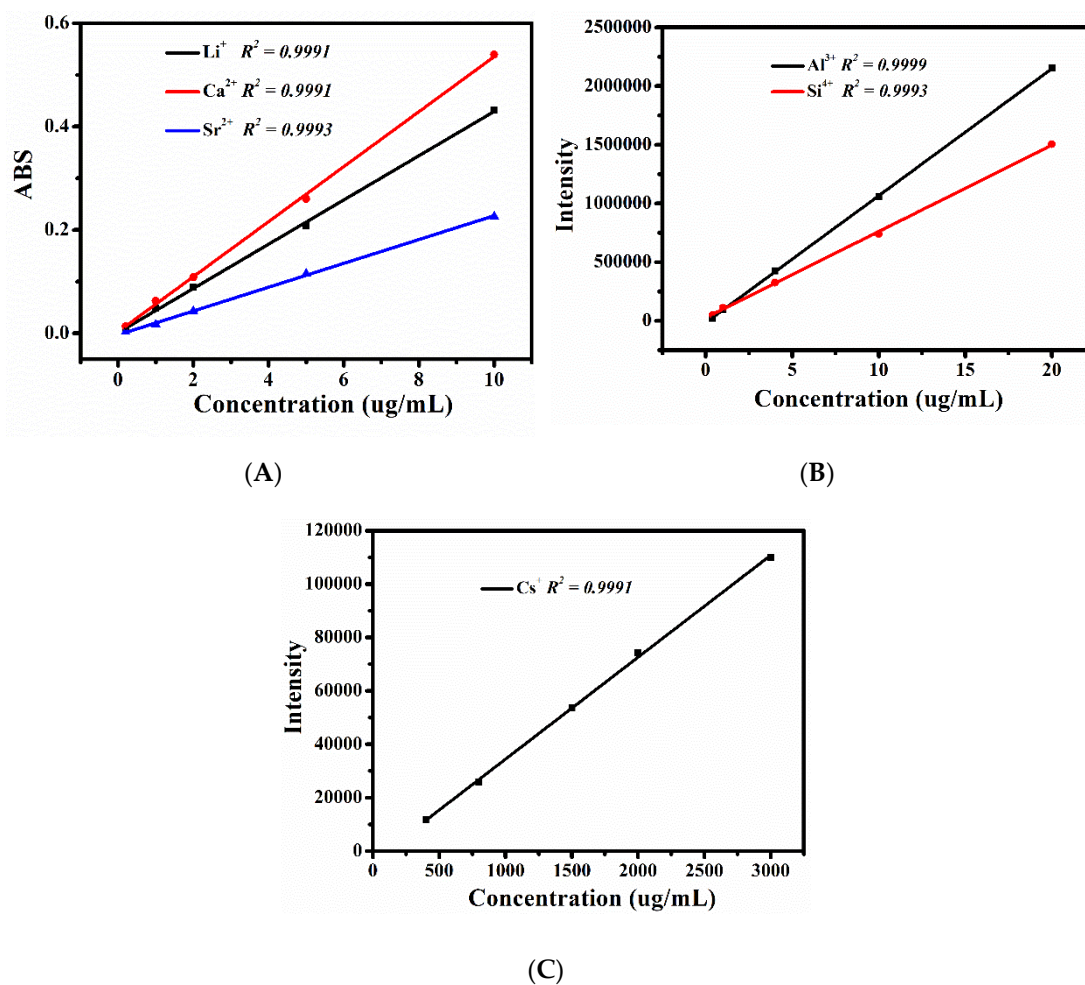 0.6
0.4
0.2
0.0
ABS
Li⁺ R² = 0.9991
Ca²⁺ R² = 0.9991
Sr²⁺ R² = 0.9993
0 2 4 6 8 10
Concentration (ug/mL)
(A)
2500000
2000000
1500000
1000000
500000
0
Intensity
Al³⁺ R² = 0.9999
Si⁴⁺ R² = 0.9993
0 5 10 15 20
Concentration (ug/mL)
(B)
120000
100000
80000
60000
40000
20000
0
Intensity
Cs⁺ R² = 0.9991
0 500 1000 1500 2000 2500 3000
Concentration (ug/mL)
(C)